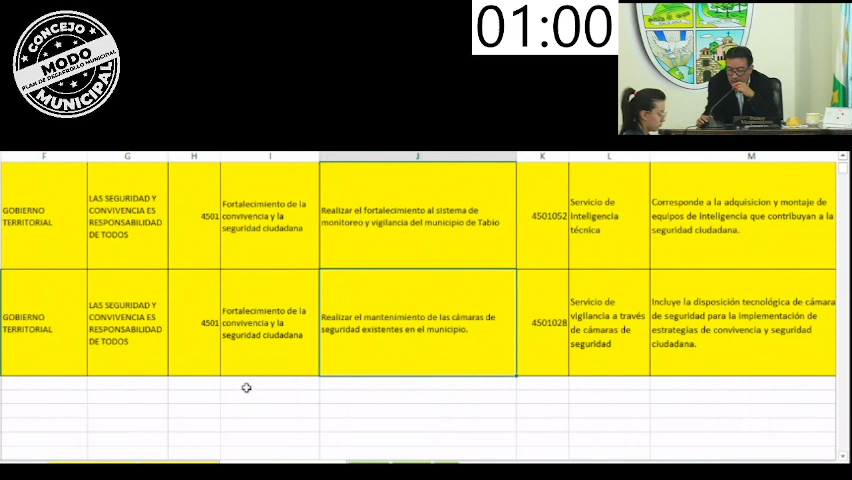 CONCEJO
MODO
PLAN DE DESARROLLO MUNICIPAL
MUNICIPAL
01:00
F G H I J K L M
GOBIERNO
TERRITORIAL
LAS SEGURIDAD Y
CONVIVENCIA ES
RESPONSABILIDAD
DE TODOS
4501
Fortalecimiento de la
convivencia y la
seguridad ciudadana
Realizar el fortalecimiento al sistema de
monitoreo y vigilancia del municipio de Tabio
4501052
Servicio de
inteligencia
técnica
Corresponde a la adquisicion y montaje de
equipos de inteligencia que contribuyan a la
seguridad ciudadana.
GOBIERNO
TERRITORIAL
LAS SEGURIDAD Y
CONVIVENCIA ES
RESPONSABILIDAD
DE TODOS
4501
Fortalecimiento de la
convivencia y la
seguridad ciudadana
Realizar el mantenimiento de las cámaras de
seguridad existentes en el municipio.
4501028
Servicio de
vigilancia a través
de cámaras de
seguridad
Incluye la disposición tecnológica de cámara
de seguridad para la implementación de
estrategias de convivencia y seguridad
ciudadana.